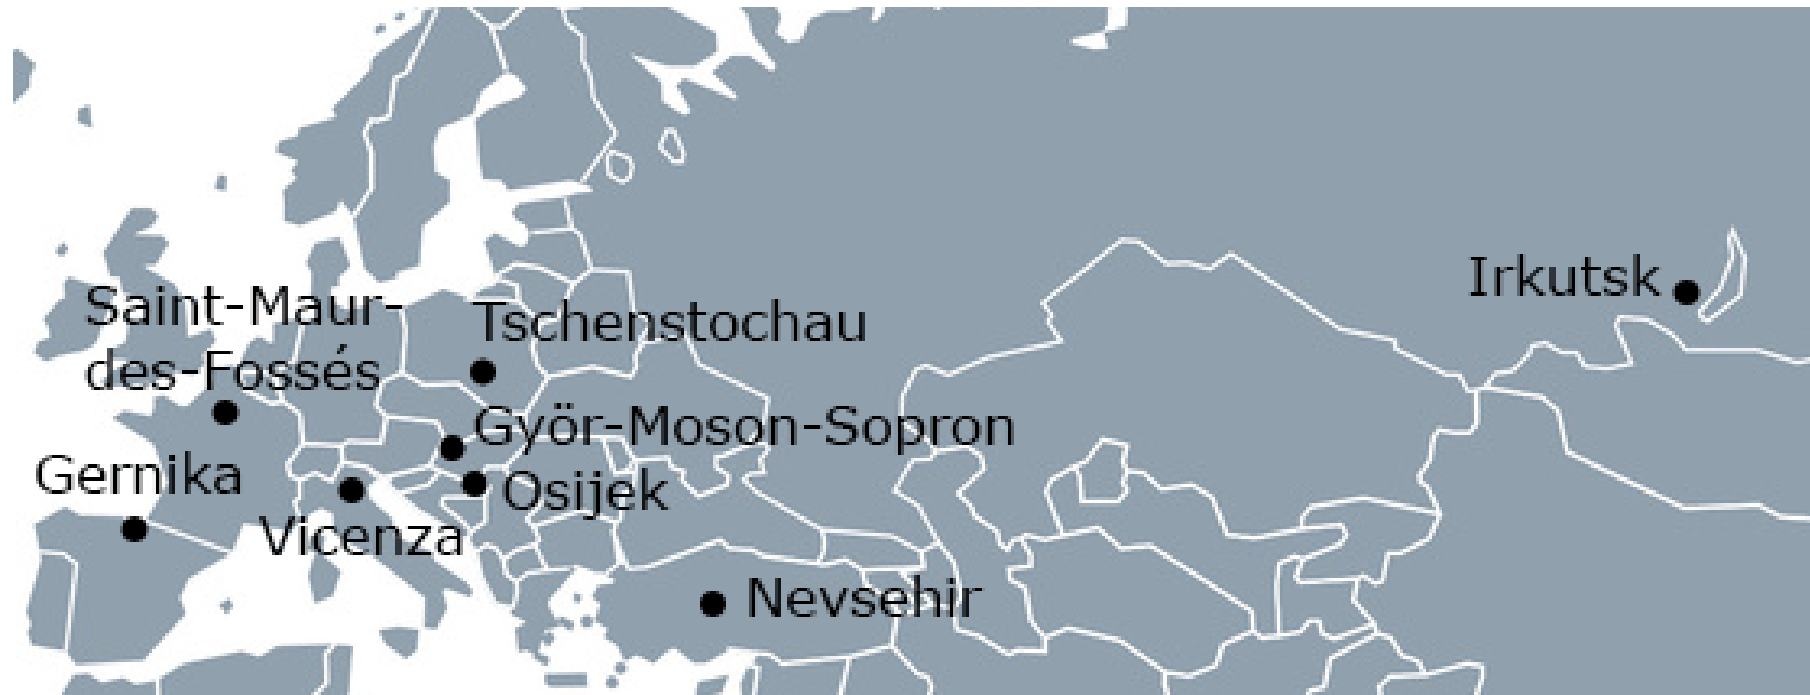 Irkutsk
Saint-Maur-
des-Fossés
Tschenstochau
Györ-Moson-Sopron
Gernika
Osijek
Vicenza
Nevsehir